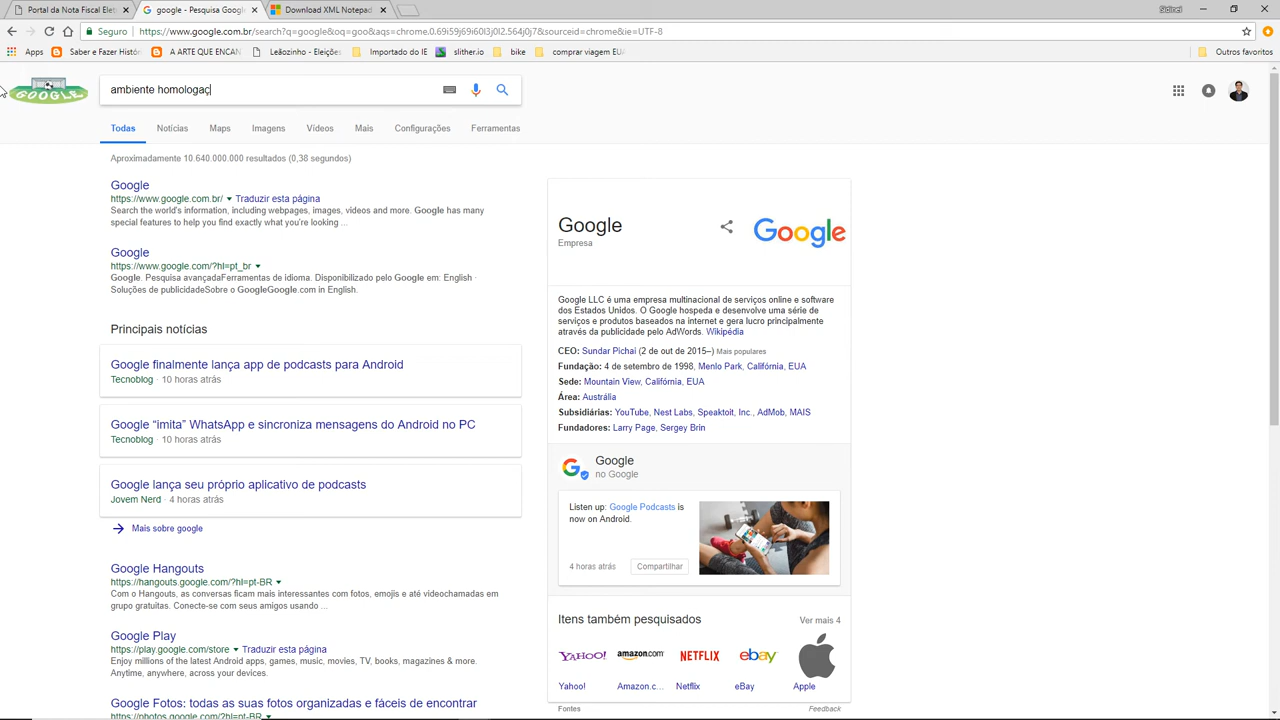 Portal da Nota Fiscal Elet
google - Pesquisa Google
Download XML Notepad
Seguro
https://www.google.com.br/search?q=google&oq=goo&aqs=chrome.0.69i59j69i60l3j0l2.564j0j7&sourceid=chrome&ie=UTF-8
Apps
Saber e Fazer Histór
A ARTE QUE ENCAN
Leãozinho - Eleições
Imortais do IEQ
slither.io
bike
comprar viagem EUA
Outros favoritos
GOOGLE
ambiente homologaç
Todas
Notícias
Maps
Imagens
Vídeos
Mais
Configurações
Ferramentas
Aproximadamente 10.640.000.000 resultados (0,38 segundos)
Google
https://www.google.com.br/ Traduzir esta página
Search the world's information, including webpages, images, videos and more. Google has many
special features to help you find exactly what you're looking ...
Google
https://www.google.com/?hl=pt_br
Google. Pesquisa avançadaFerramentas de idioma. Disponibilizado pelo Google em: English ·
Soluções de publicidadeSobre o GoogleGoogle.com in English.
Principais notícias
Google finalmente lança app de podcasts para Android
Tecnoblog · 10 horas atrás
Google “imita” WhatsApp e sincroniza mensagens do Android no PC
Tecnoblog · 10 horas atrás
Google lança seu próprio aplicativo de podcasts
Jovem Nerd · 4 horas atrás
Mais sobre google
Google Hangouts
https://hangouts.google.com/?hl=pt-BR
Com o Hangouts, as conversas ficam mais interessantes com fotos, emojis e até videochamadas em
grupo gratuitas. Conecte-se com seus amigos usando ...
Google Play
https://play.google.com/store Traduzir esta página
Enjoy millions of the latest Android apps, games, music, movies, TV, books, magazines & more.
Anytime, anywhere, across your devices.
Google Fotos: todas as suas fotos organizadas e fáceis de encontrar
https://photos.google.com/?hl=pt-BR
Google
Empresa
Google
Google LLC é uma empresa multinacional de serviços online e software
dos Estados Unidos. O Google hospeda e desenvolve uma série de
serviços e produtos baseados na internet e gera lucro principalmente
através da publicidade pelo AdWords. Wikipédia
CEO: Sundar Pichai (2 de out de 2015–) Mais populares
Fundação: 4 de setembro de 1998, Menlo Park, Califórnia, EUA
Sede: Mountain View, Califórnia, EUA
Área: Austrália
Subsidiárias: YouTube, Nest Labs, Speaktoit, Inc., AdMob, MAIS
Fundadores: Larry Page, Sergey Brin
Google
no Google
Listen up: Google Podcasts is
now on Android.
4 horas atrás
Compartilhar
Itens também pesquisados
Ver mais 4
YAHOO!
amazon.com
NETFLIX
ebay
Yahoo!
Amazon.c...
Netflix
eBay
Apple
Fontes
Feedback